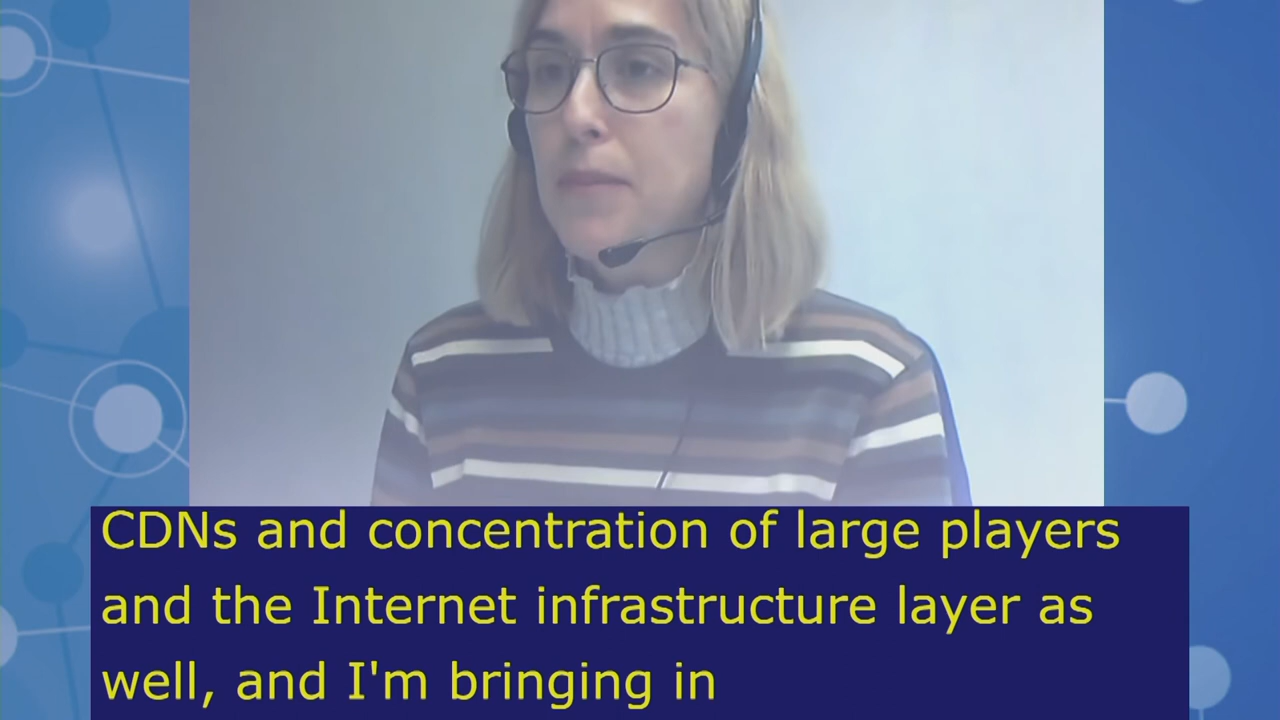 CDNs and concentration of large players
and the Internet infrastructure layer as
well, and I'm bringing in